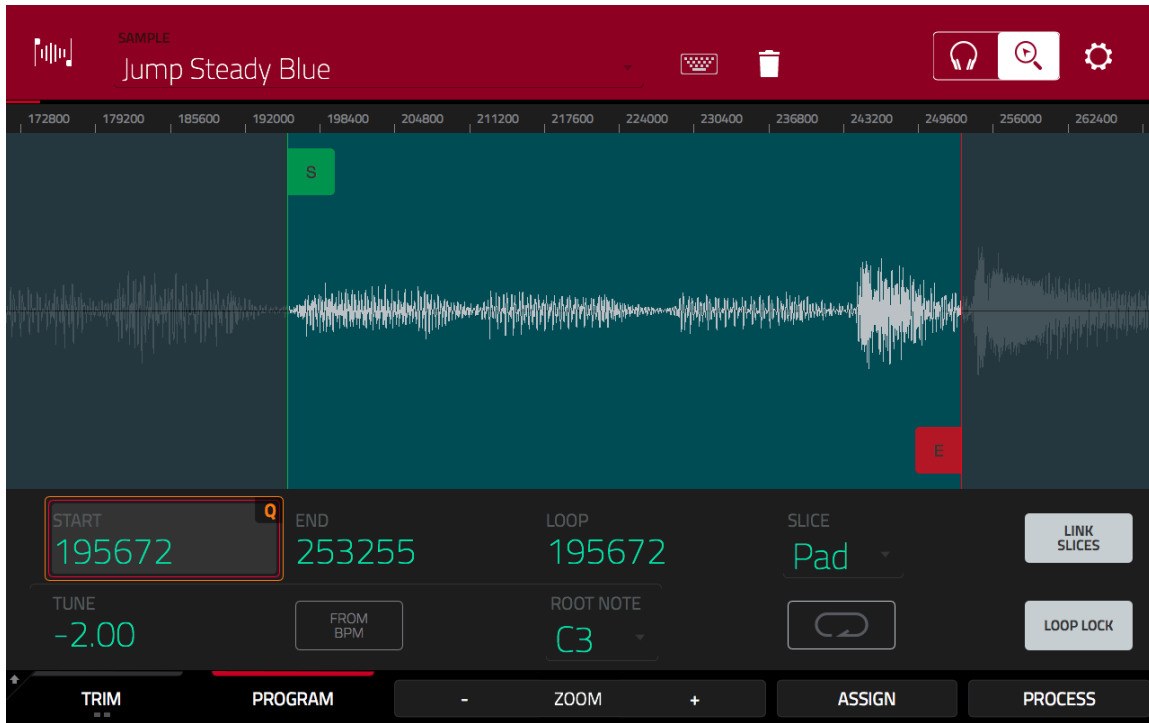 SAMPLE
Jump Steady Blue
172800 179200 185600 192000 198400 204800 211200 217600 224000 230400 236800 243200 249600 256000 262400
S
E
START Q END LOOP SLICE
195672 253255 195672 Pad
LINK
SLICES
TUNE ROOT NOTE
-2.00 C3
FROM
BPM
LOOP LOCK
TRIM PROGRAM - ZOOM + ASSIGN PROCESS